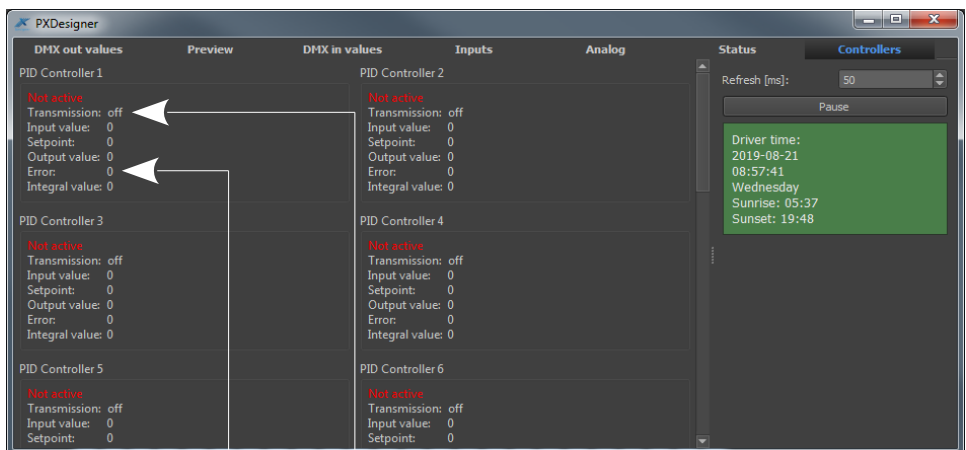 PXDesigner
DMX out values Preview DMX in values Inputs Analog Status Controllers
PID Controller 1
Not active
Transmission: off
Input value: 0
Setpoint: 0
Output value: 0
Error: 0
Integral value: 0
PID Controller 2
Not active
Transmission: off
Input value: 0
Setpoint: 0
Output value: 0
Error: 0
Integral value: 0
PID Controller 3
Not active
Transmission: off
Input value: 0
Setpoint: 0
Output value: 0
Error: 0
Integral value: 0
PID Controller 4
Not active
Transmission: off
Input value: 0
Setpoint: 0
Output value: 0
Error: 0
Integral value: 0
PID Controller 5
Not active
Transmission: off
Input value: 0
Setpoint: 0
PID Controller 6
Not active
Transmission: off
Input value: 0
Setpoint: 0
Refresh [ms]: 50
Pause
Driver time:
2019-08-21
08:57:41
Wednesday
Sunrise: 05:37
Sunset: 19:48